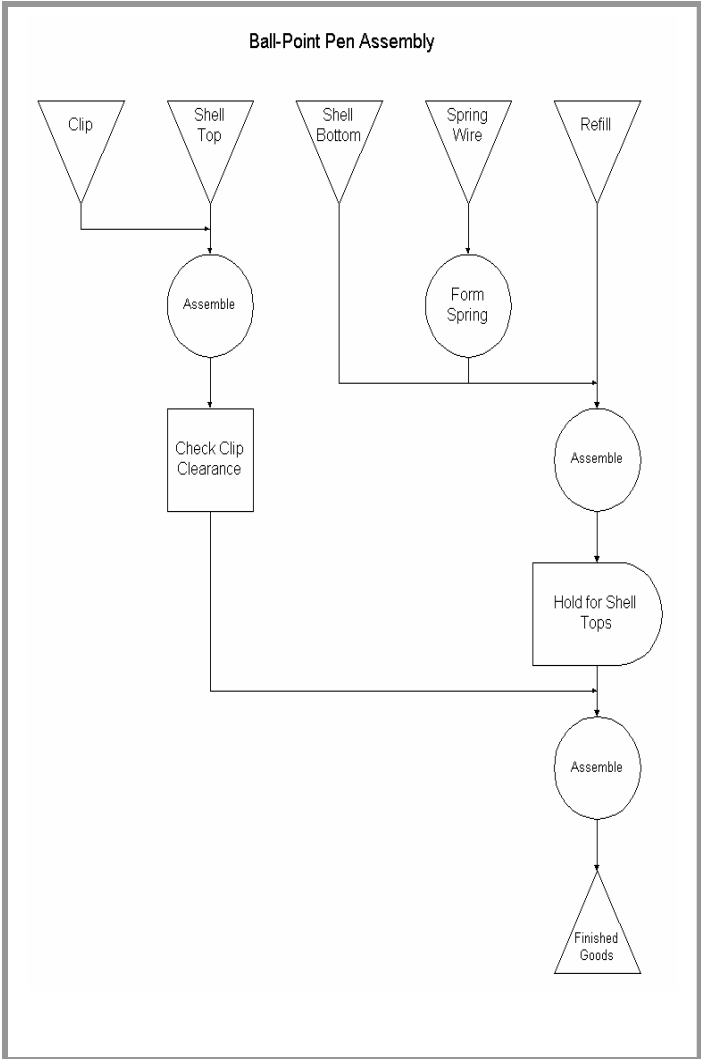 Ball-Point Pen Assembly
Clip
Shell
Top
Shell
Bottom
Spring
Wire
Refill
Assemble
Form
Spring
Check Clip
Clearance
Assemble
Hold for Shell
Tops
Assemble
Finished
Goods